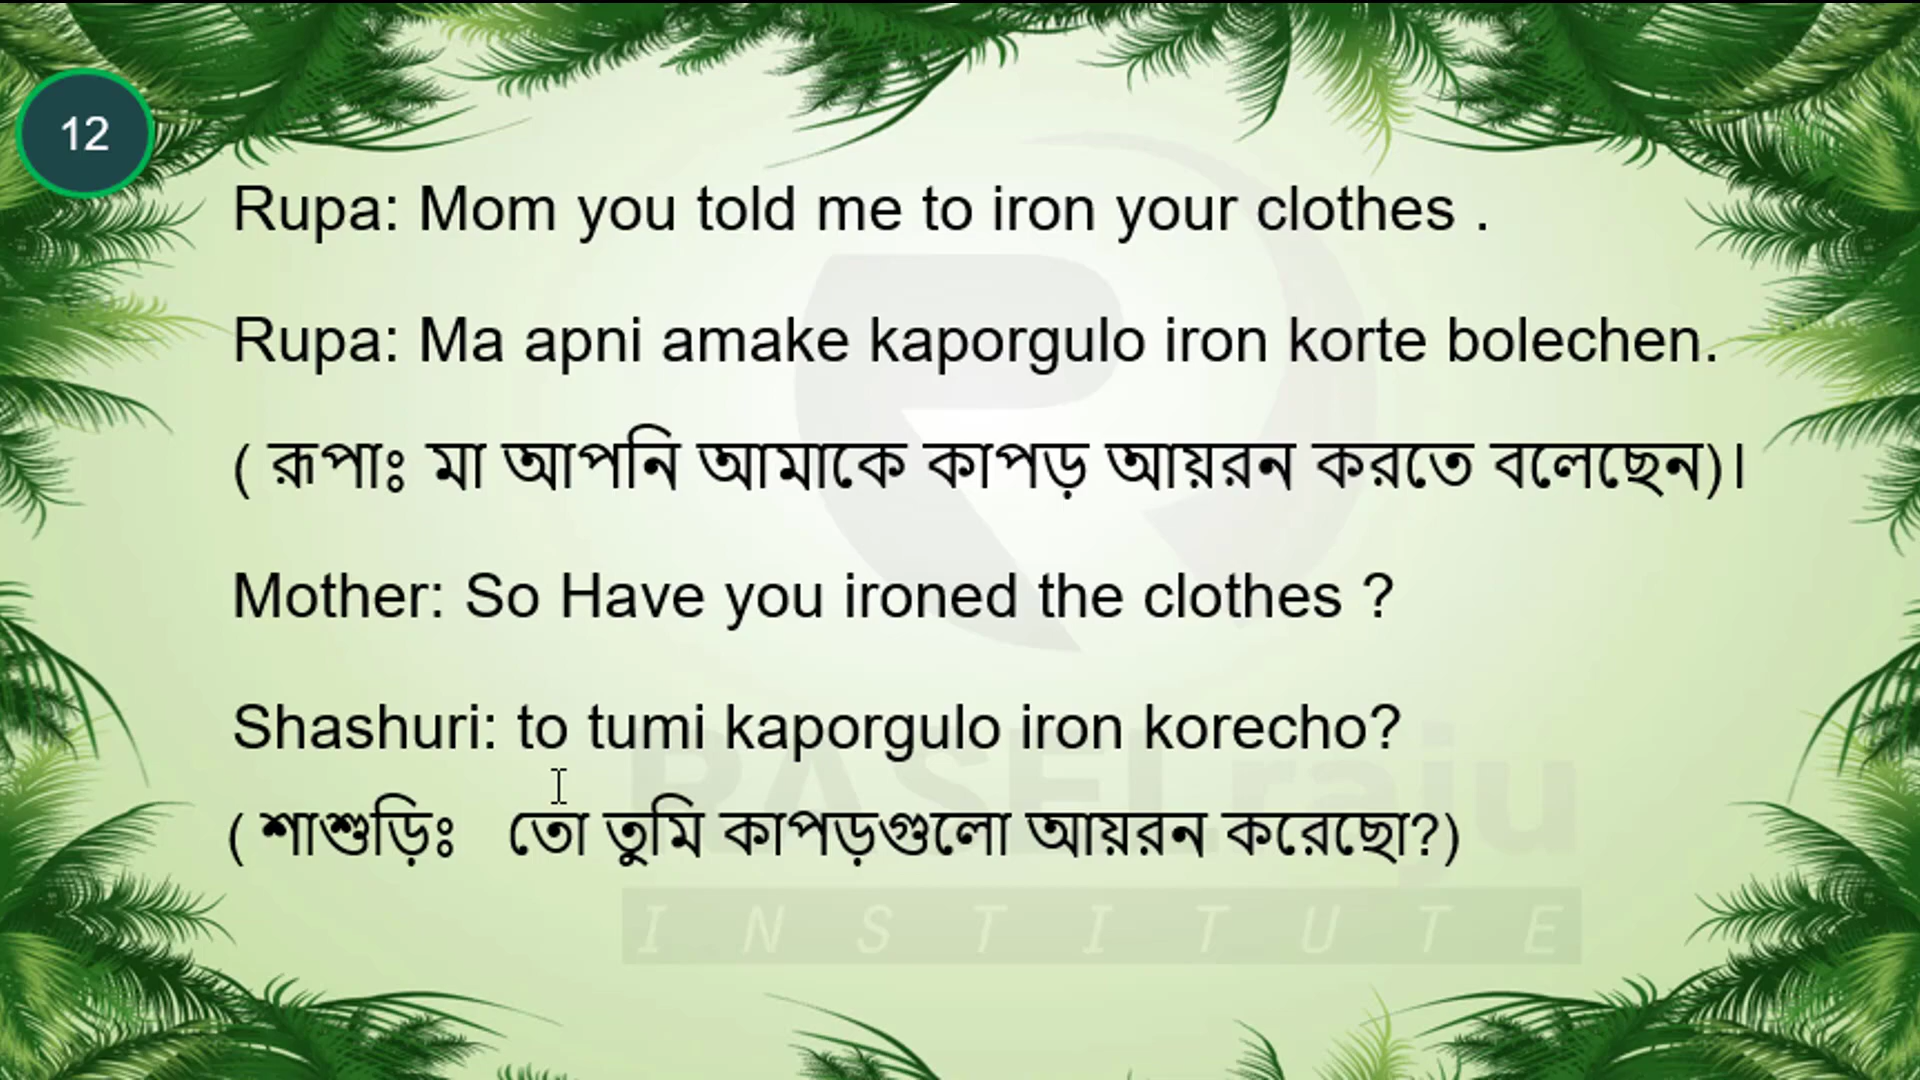 12
Rupa: Mom you told me to iron your clothes .
Rupa: Ma apni amake kaporgulo iron korte bolechen.
( রূপাঃ মা আপনি আমাকে কাপড় আয়রন করতে বলেছেন)।
Mother: So Have you ironed the clothes ?
Shashuri: to tumi kaporgulo iron korecho?
( শাশুড়িঃ তো তুমি কাপড়গুলো আয়রন করেছো?)
RASELraju
INSTITUTE